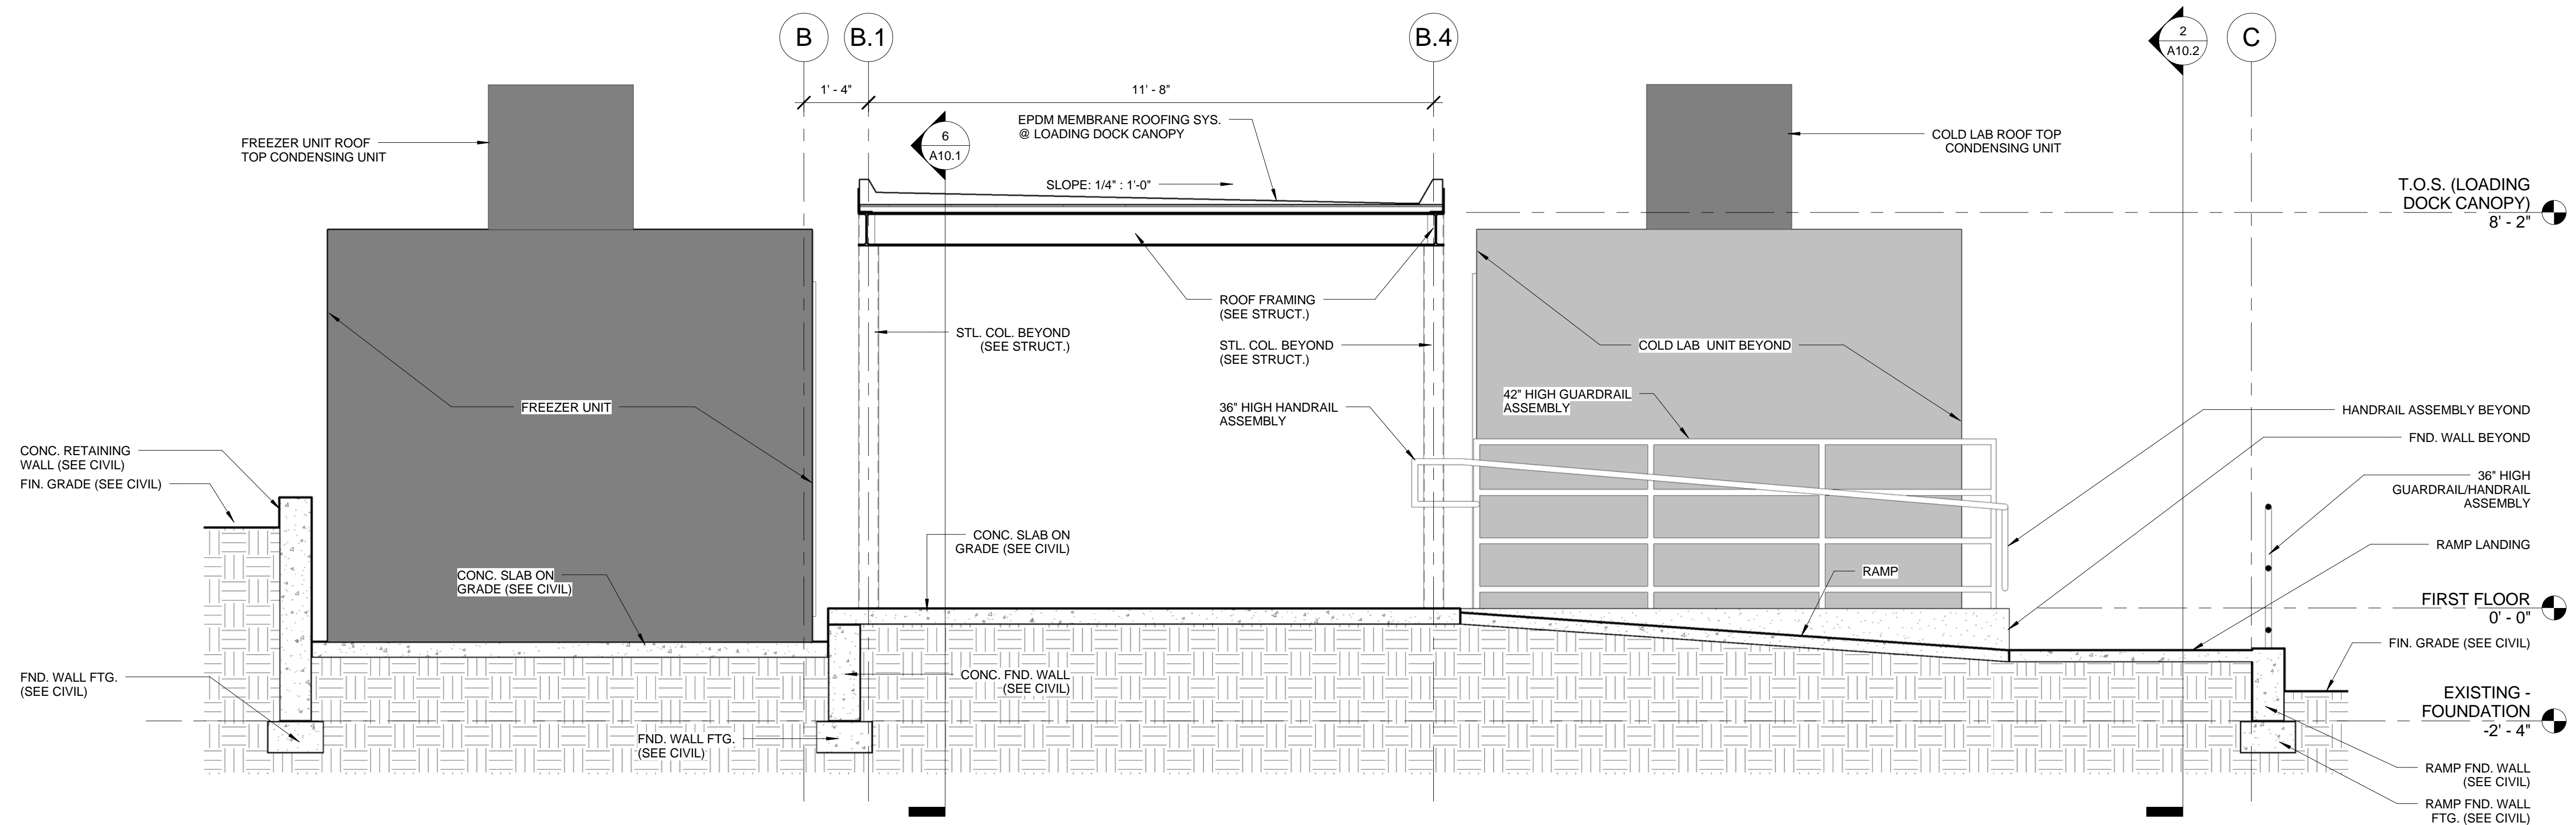 B
B.1
B.4
2
A10.2
C
1' - 4"
11' - 8"
EPDM MEMBRANE ROOFING SYS.
@ LOADING DOCK CANOPY
6
A10.1
FREEZER UNIT ROOF
TOP CONDENSING UNIT
COLD LAB ROOF TOP
CONDENSING UNIT
SLOPE: 1/4" : 1'-0"
T.O.S. (LOADING
DOCK CANOPY)
8' - 2"
ROOF FRAMING
(SEE STRUCT.)
STL. COL. BEYOND
(SEE STRUCT.)
STL. COL. BEYOND
(SEE STRUCT.)
COLD LAB  UNIT BEYOND
FREEZER UNIT
36" HIGH HANDRAIL
ASSEMBLY
42" HIGH GUARDRAIL
ASSEMBLY
HANDRAIL ASSEMBLY BEYOND
FND. WALL BEYOND
CONC. RETAINING
WALL (SEE CIVIL)
FIN. GRADE (SEE CIVIL)
36" HIGH
GUARDRAIL/HANDRAIL
ASSEMBLY
CONC. SLAB ON
GRADE (SEE CIVIL)
RAMP LANDING
CONC. SLAB ON
GRADE (SEE CIVIL)
RAMP
FIRST FLOOR
0' - 0"
FIN. GRADE (SEE CIVIL)
FND. WALL FTG.
(SEE CIVIL)
CONC. FND. WALL
(SEE CIVIL)
EXISTING -
FOUNDATION
-2' - 4"
FND. WALL FTG.
(SEE CIVIL)
RAMP FND. WALL
(SEE CIVIL)
RAMP FND. WALL
FTG. (SEE CIVIL)